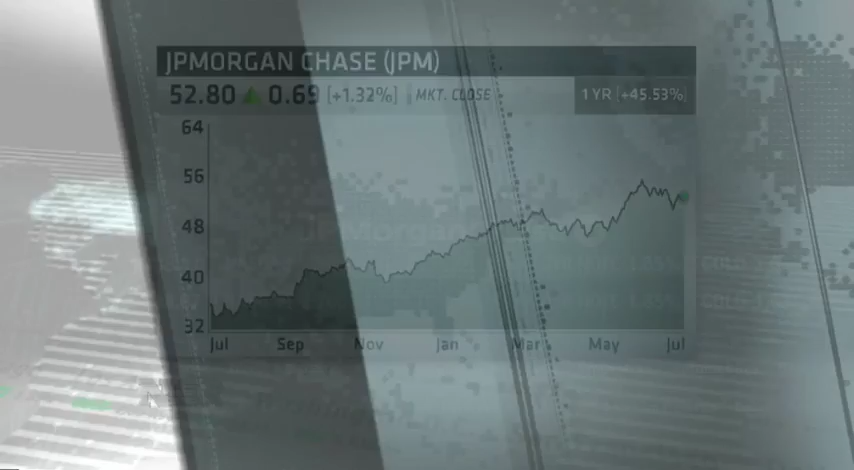 JPMORGAN CHASE (JPM)
52.80 ▲ 0.69 [+1.32%] MKT. CLOSE 1 YR [+45.53%]
64
56
48
40
32
Jul Sep Nov Jan Mar May Jul